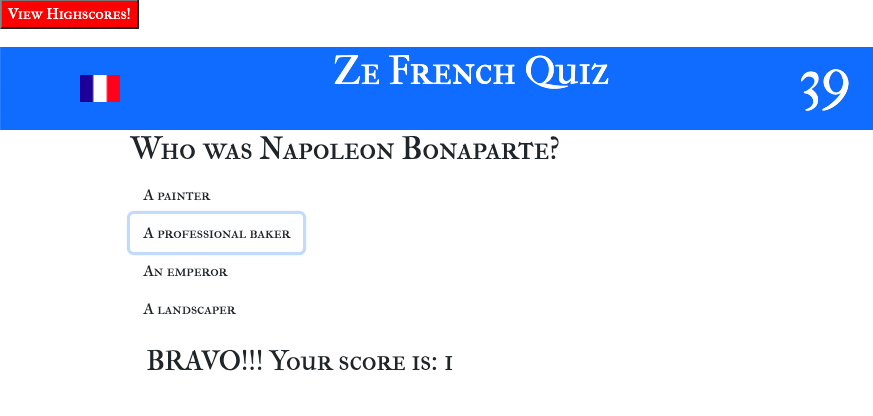 View Highscores!
Ze French Quiz
39
Who was Napoleon Bonaparte?
A painter
A professional baker
An emperor
A landscaper
BRAVO!!! Your score is: 1